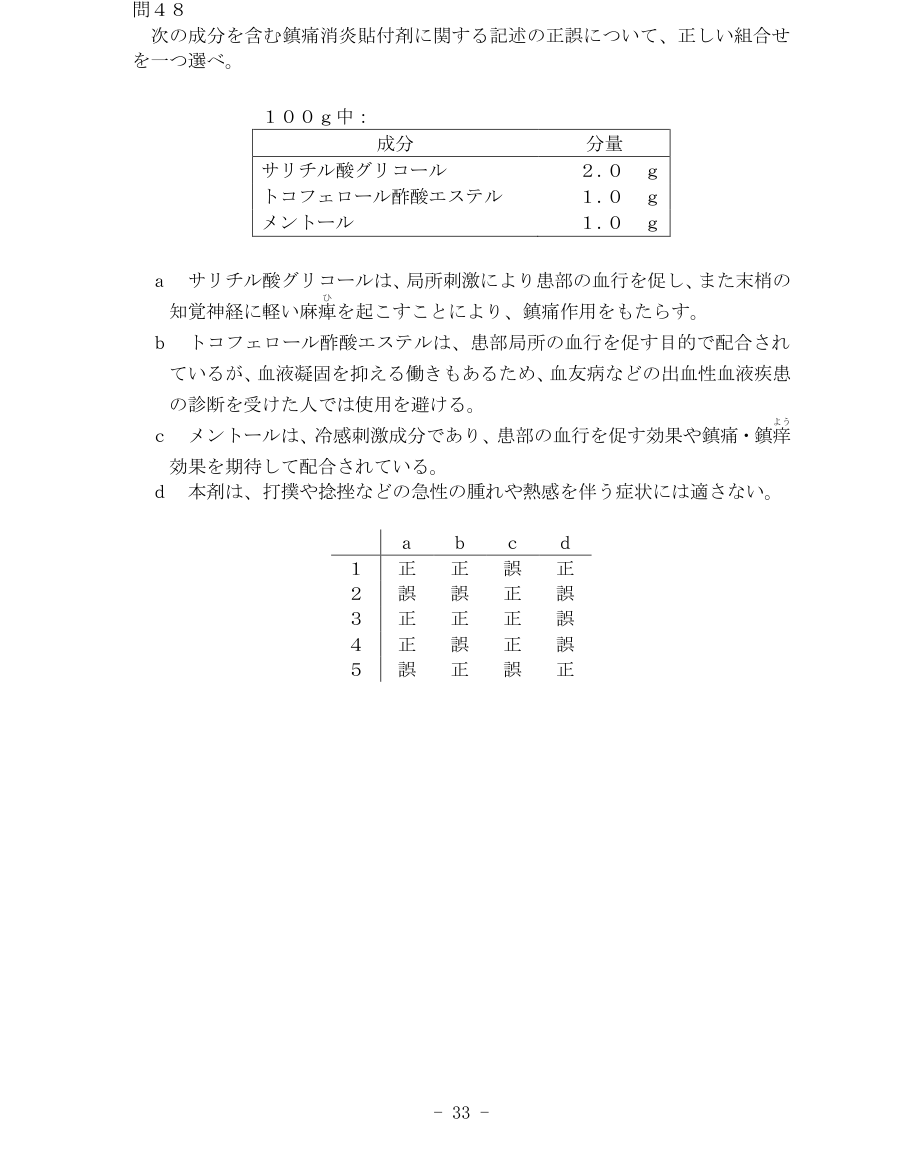 問４８
次の成分を含む鎮痛消炎貼付剤に関する記述の正誤について、正しい組合せ
を一つ選べ。
１００ｇ中：
成分　分量
サリチル酸グリコール　２.０　ｇ
トコフェロール酢酸エステル　１.０　ｇ
メントール　１.０　ｇ
ａ　サリチル酸グリコールは、局所刺激により患部の血行を促し、また末梢の
ひ
知覚神経に軽い麻痺を起こすことにより、鎮痛作用をもたらす。
ｂ　トコフェロール酢酸エステルは、患部局所の血行を促す目的で配合され
ているが、血液凝固を抑える働きもあるため、血友病などの出血性血液疾患
の診断を受けた人では使用を避ける。
よう
ｃ　メントールは、冷感刺激成分であり、患部の血行を促す効果や鎮痛・鎮痒
効果を期待して配合されている。
ｄ　本剤は、打撲や捻挫などの急性の腫れや熱感を伴う症状には適さない。
ａ　ｂ　ｃ　ｄ
１　正　正　誤　正
２　誤　誤　正　誤
３　正　正　正　誤
４　正　誤　正　誤
５　誤　正　誤　正
- 33 -